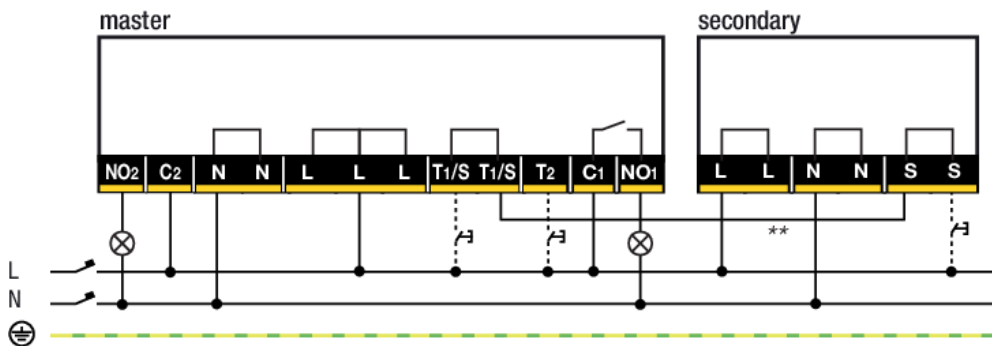 master secondary
NO2 C2 N N L L L T1/S T1/S T2 C1 NO1 L L N N S S
**
L
N